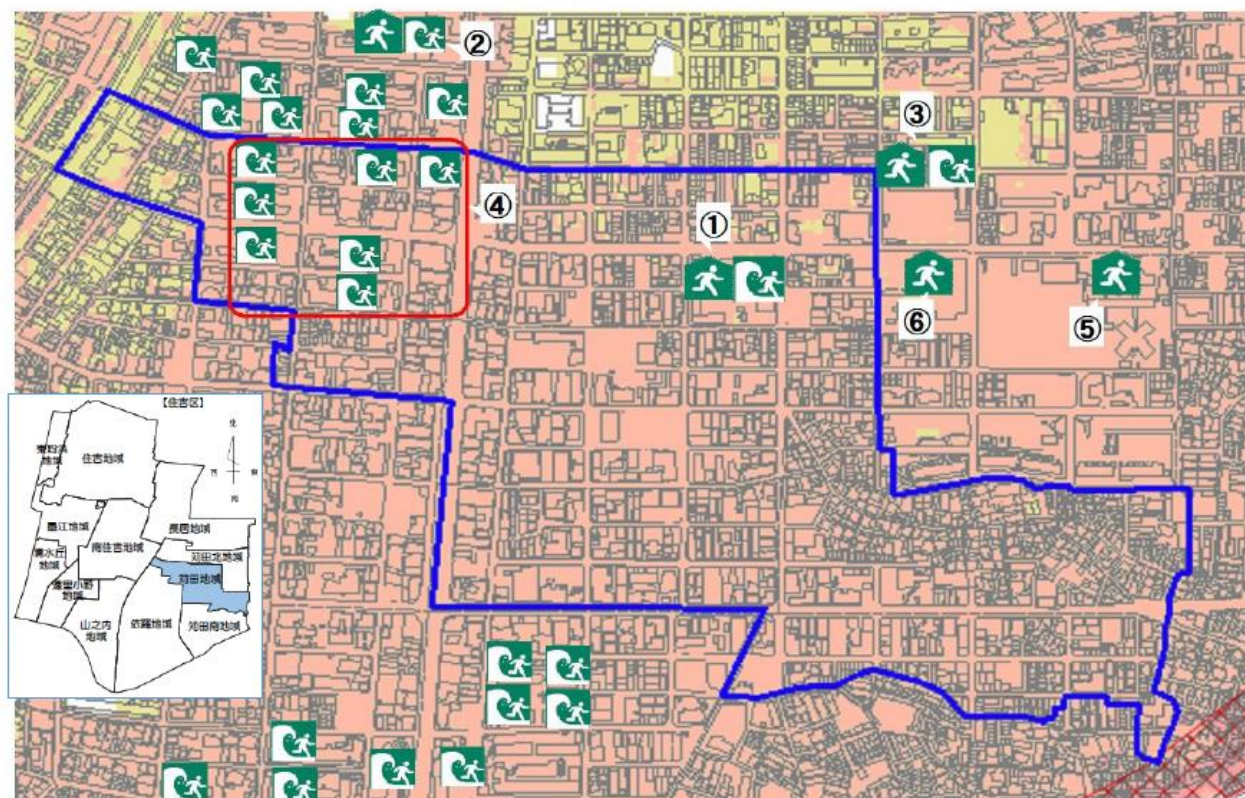 ②
③
④
①
⑥
⑤
【住吉区】
北
西
東
南
東粉浜
地域
住吉地域
墨江地域
長居地域
清水丘
地域
南住吉地域
苅田北地域
苅田地域
遠里小野
地域
山之内
地域
依羅地域
苅田南地域